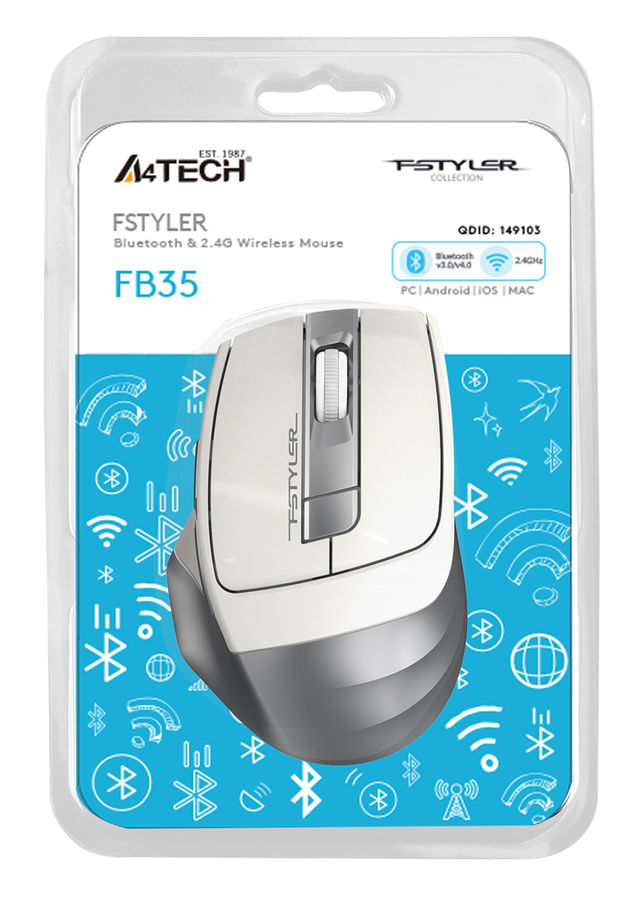 EST. 1987
A4TECH®
FSTYLER
COLLECTION
FSTYLER
Bluetooth & 2.4G Wireless Mouse
FB35
QDID: 149103
Bluetooth
v3.0/v4.0
2.4GHz
PC | Android | iOS | MAC
FSTYLER